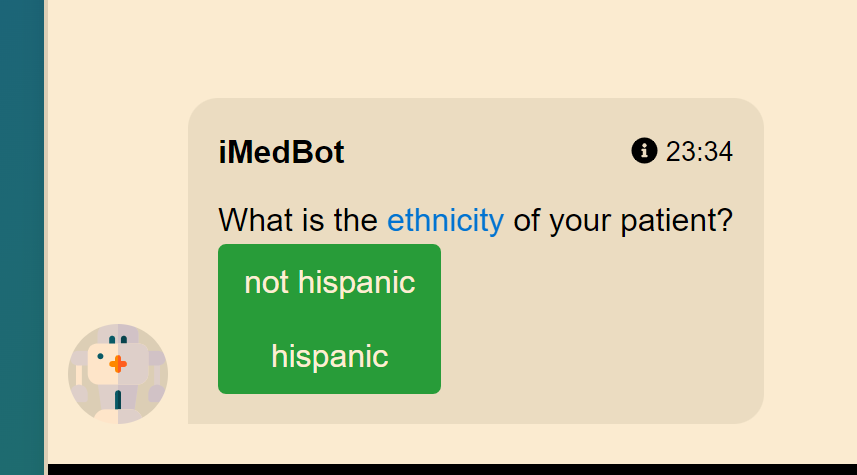 iMedBot
23:34
What is the ethnicity of your patient?
not hispanic
hispanic